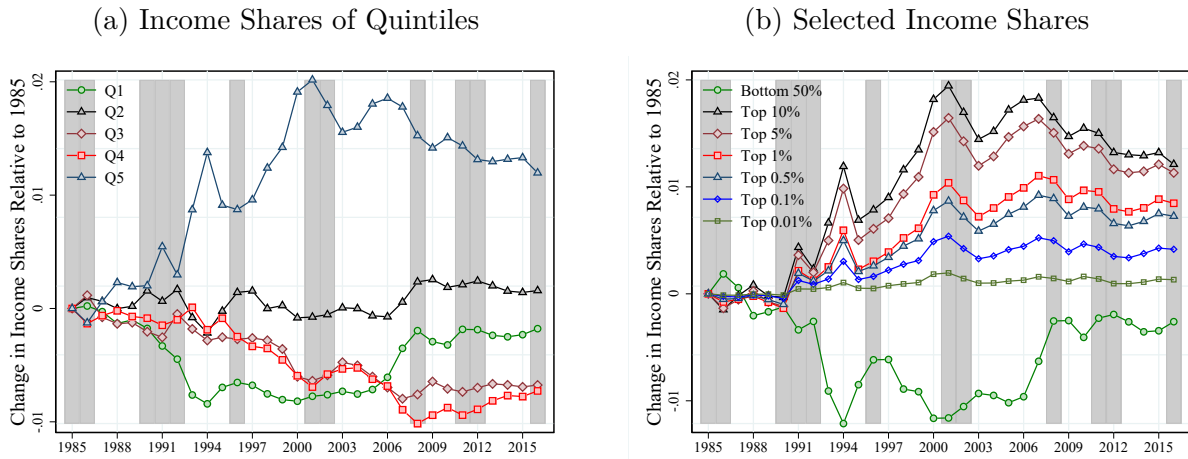 (a) Income Shares of Quintiles
Change in Income Shares Relative to 1985
.02
.01
0
-.01
Q1
Q2
Q3
Q4
Q5
1985 1988 1991 1994 1997 2000 2003 2006 2009 2012 2015
(b) Selected Income Shares
Change in Income Shares Relative to 1985
.02
.01
0
-.01
Bottom 50%
Top 10%
Top 5%
Top 1%
Top 0.5%
Top 0.1%
Top 0.01%
1985 1988 1991 1994 1997 2000 2003 2006 2009 2012 2015